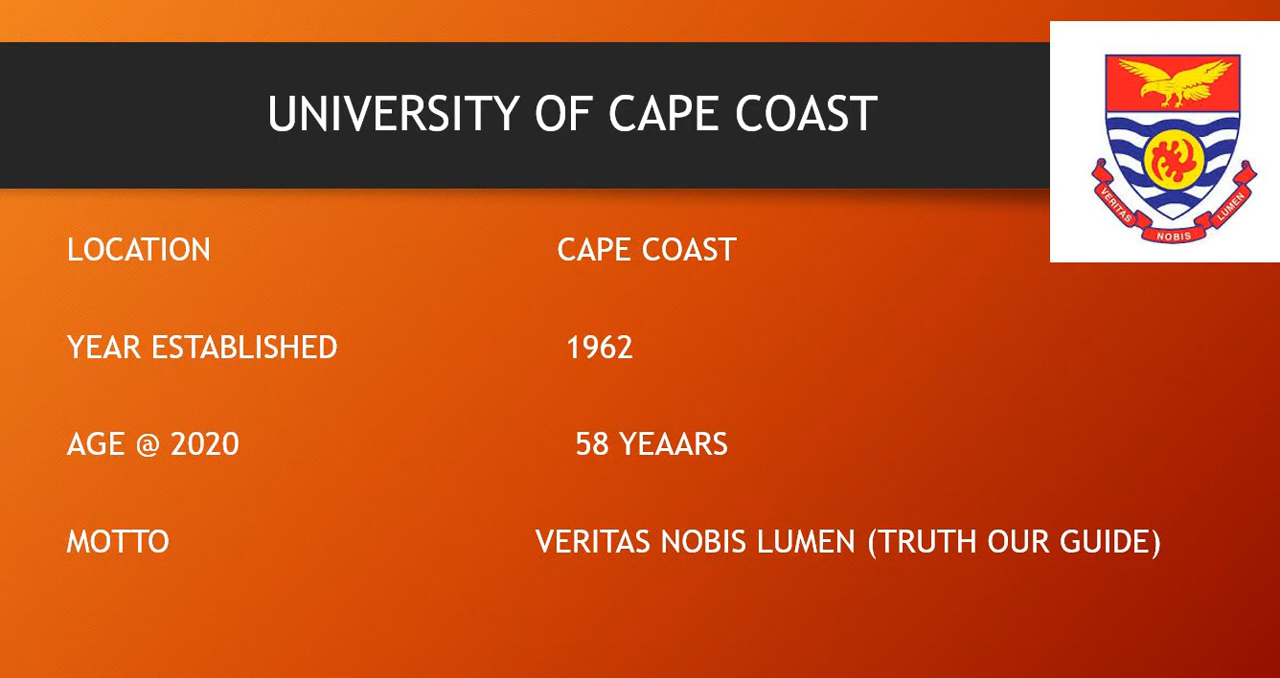 UNIVERSITY OF CAPE COAST
VERITAS
NOBIS
LUMEN
LOCATION CAPE COAST
YEAR ESTABLISHED 1962
AGE @ 2020 58 YEAARS
MOTTO VERITAS NOBIS LUMEN (TRUTH OUR GUIDE)